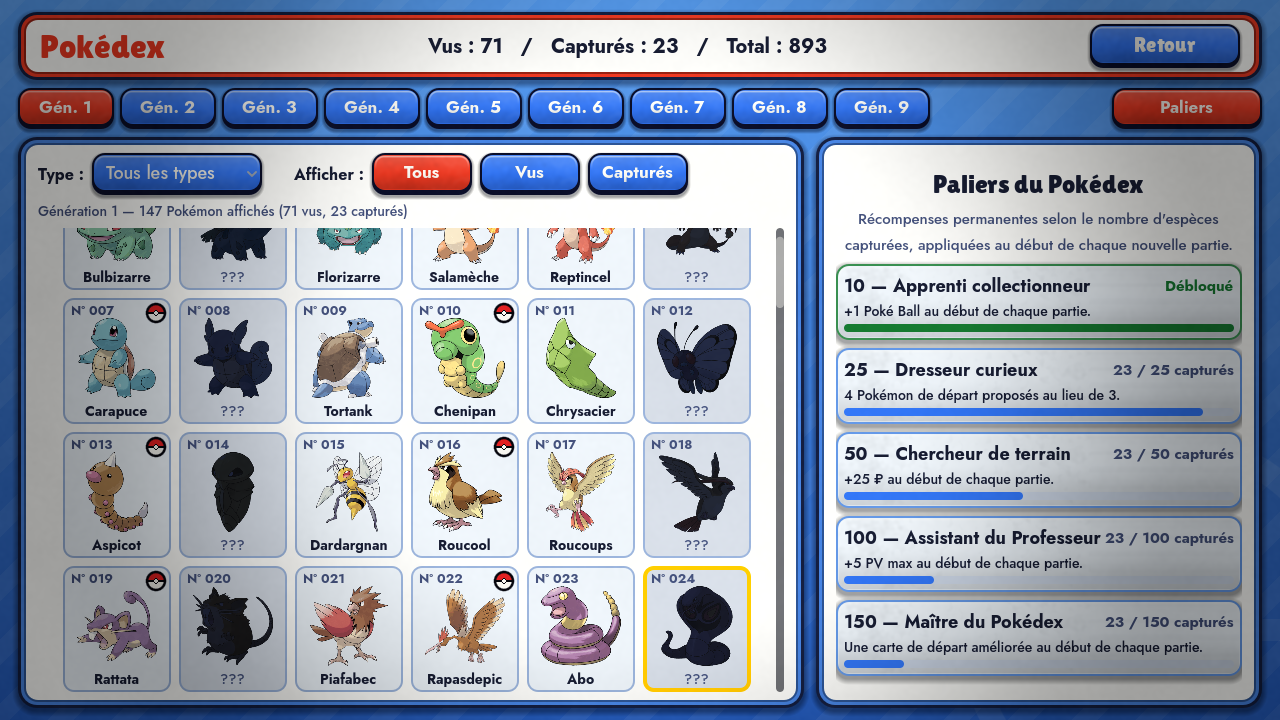 Pokédex
Vus : 71 / Capturés : 23 / Total : 893
Retour
Gén. 1
Gén. 2
Gén. 3
Gén. 4
Gén. 5
Gén. 6
Gén. 7
Gén. 8
Gén. 9
Paliers
Type :
Tous les types
Afficher :
Tous
Vus
Capturés
Génération 1 — 147 Pokémon affichés (71 vus, 23 capturés)
Bulbizarre
???
Florizarre
Salamèche
Reptincel
???
N° 007
N° 008
N° 009
N° 010
N° 011
N° 012
Carapuce
???
Tortank
Chenipan
Chrysacier
???
N° 013
N° 014
N° 015
N° 016
N° 017
N° 018
Aspicot
???
Dardargnan
Roucool
Roucoups
???
N° 019
N° 020
N° 021
N° 022
N° 023
N° 024
Rattata
???
Piafabec
Rapasdepic
Abo
???
Paliers du Pokédex
Récompenses permanentes selon le nombre d'espèces
capturées, appliquées au début de chaque nouvelle partie.
10 — Apprenti collectionneur
Débloqué
+1 Poké Ball au début de chaque partie.
25 — Dresseur curieux
23 / 25 capturés
4 Pokémon de départ proposés au lieu de 3.
50 — Chercheur de terrain
23 / 50 capturés
+25 ₽ au début de chaque partie.
100 — Assistant du Professeur
23 / 100 capturés
+5 PV max au début de chaque partie.
150 — Maître du Pokédex
23 / 150 capturés
Une carte de départ améliorée au début de chaque partie.